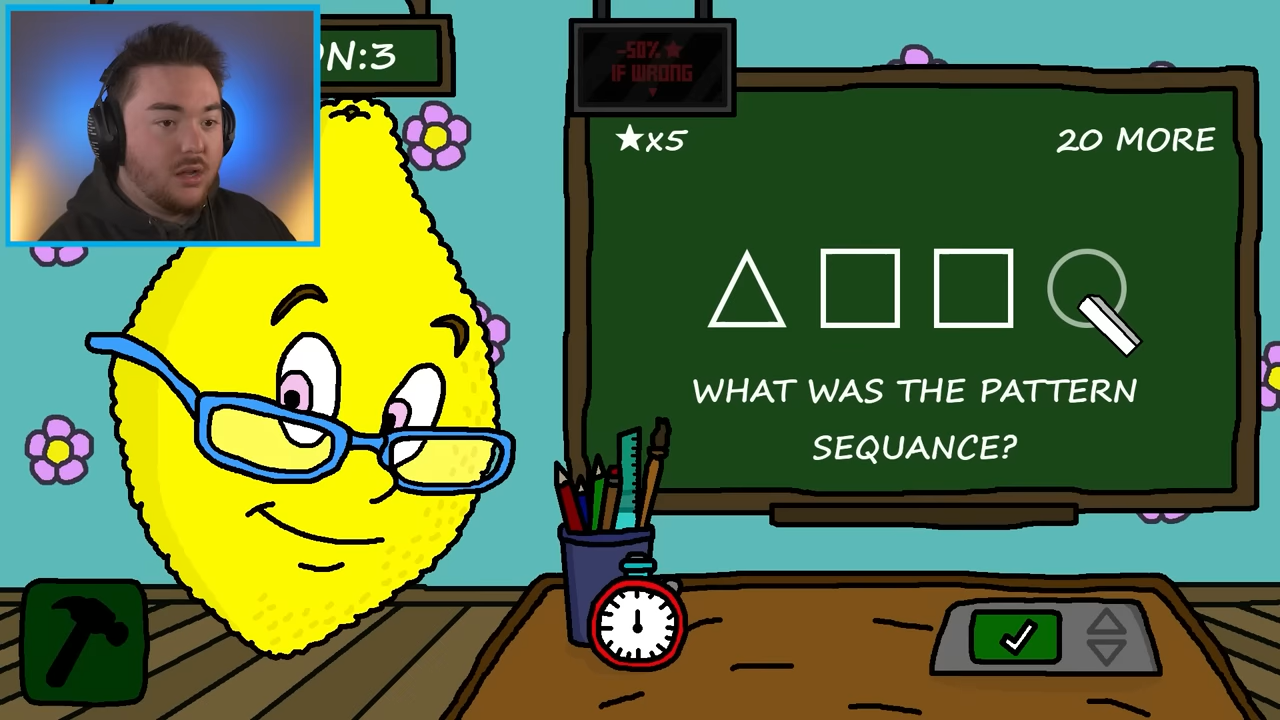 N:3
-50% ★
IF WRONG
★x5
20 MORE
WHAT WAS THE PATTERN
SEQUANCE?